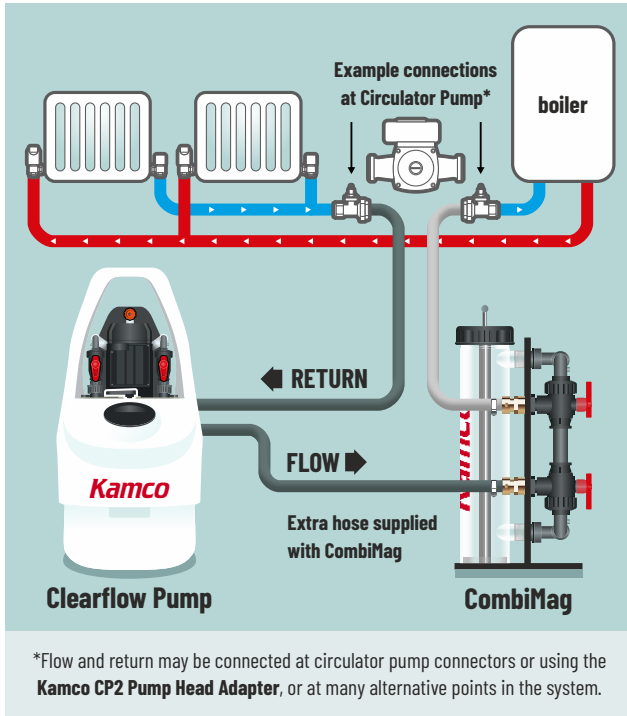 Example connections
at Circulator Pump*
boiler
RETURN
FLOW
Kamco
Kamco
Extra hose supplied
with CombiMag
Clearflow Pump
CombiMag
*Flow and return may be connected at circulator pump connectors or using the
Kamco CP2 Pump Head Adapter, or at many alternative points in the system.